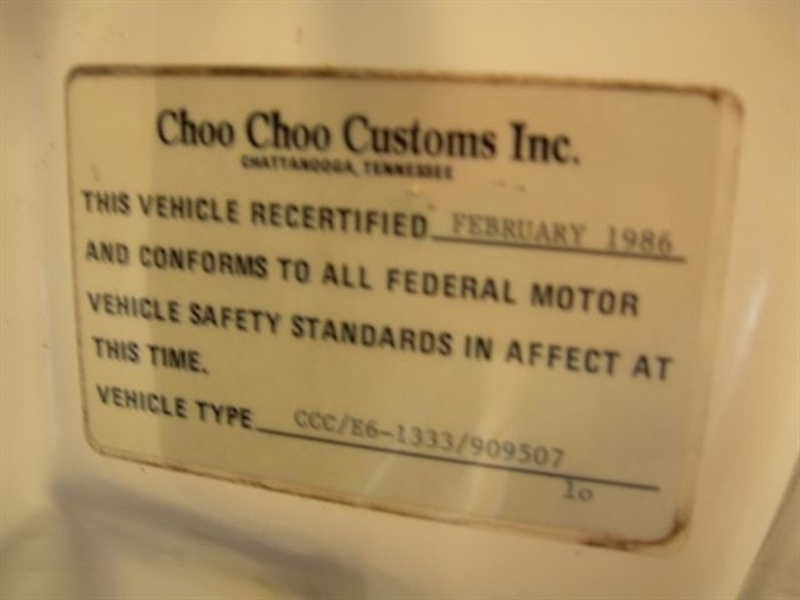 Choo Choo Customs Inc.
CHATTANOOGA, TENNESSEE
THIS VEHICLE RECERTIFIED FEBRUARY 1986
AND CONFORMS TO ALL FEDERAL MOTOR
VEHICLE SAFETY STANDARDS IN AFFECT AT
THIS TIME.
VEHICLE TYPE CCC/E6-1333/909507
lo